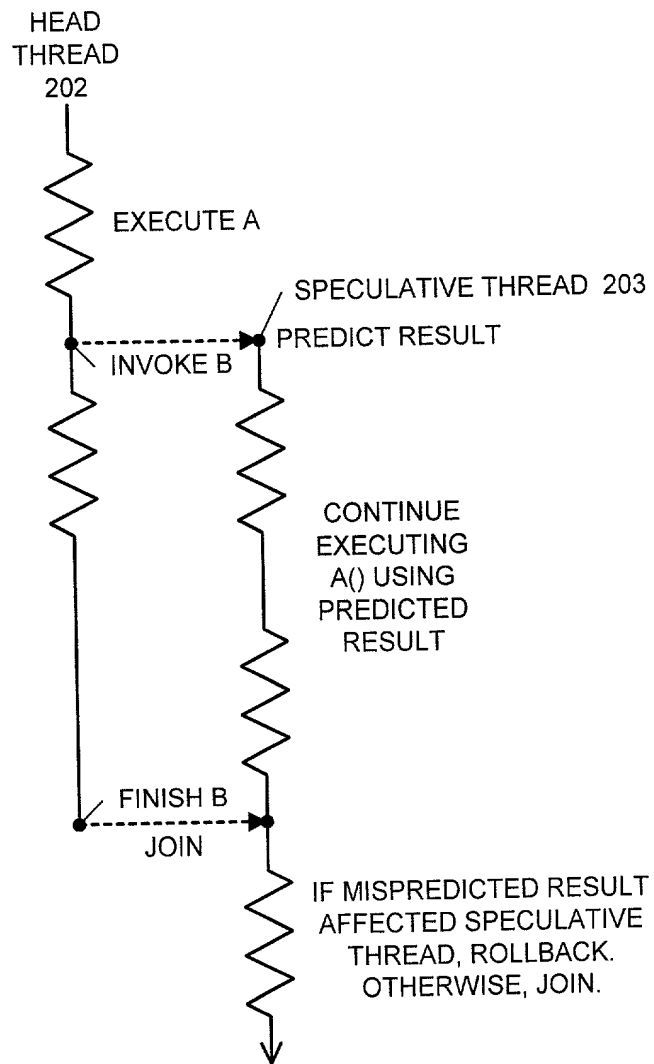 HEAD
THREAD
202
EXECUTE A
SPECULATIVE THREAD 203
PREDICT RESULT
INVOKE B
CONTINUE
EXECUTING
A() USING
PREDICTED
RESULT
FINISH B
JOIN
IF MISPREDICTED RESULT
AFFECTED SPECULATIVE
THREAD, ROLLBACK.
OTHERWISE, JOIN.